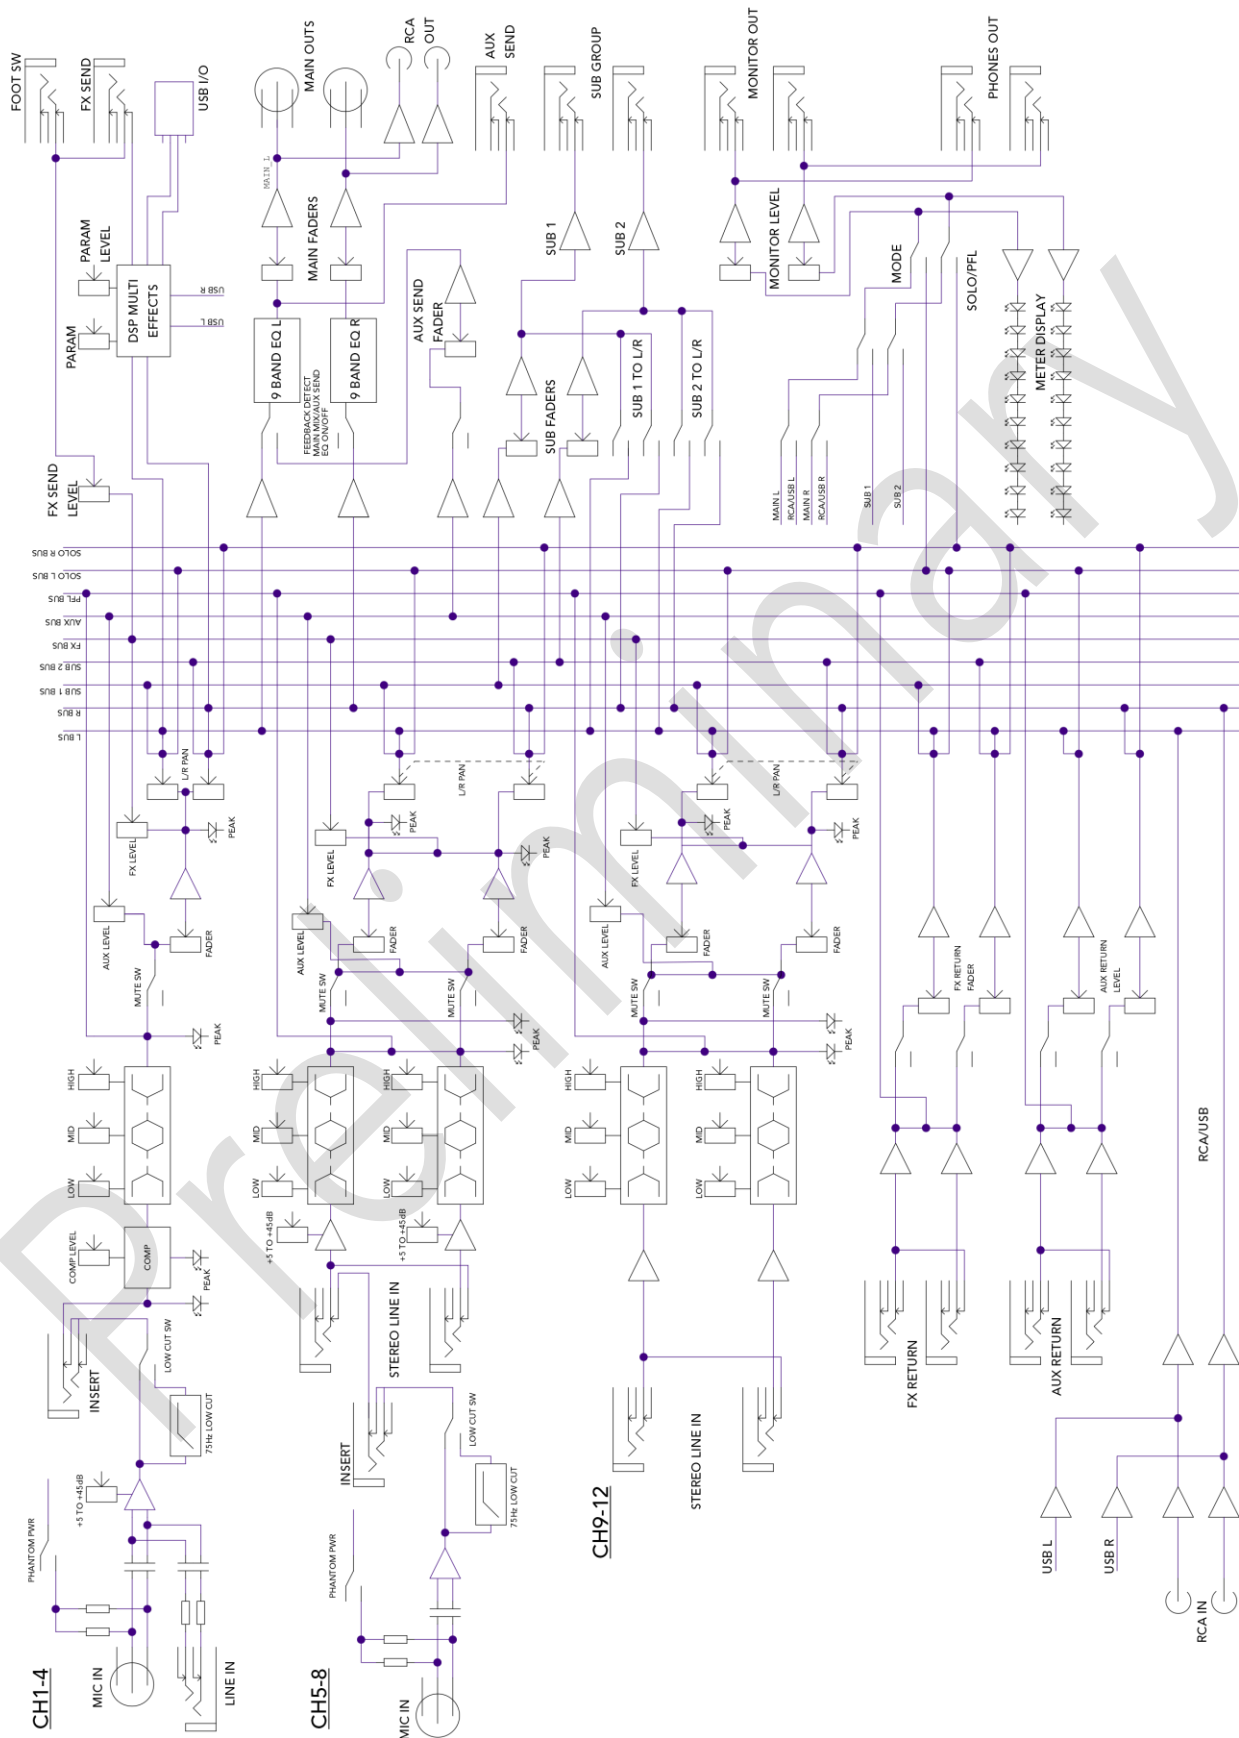 FOOT SW
FX SEND
USB I/O
MAIN OUTS
RCA
OUT
AUX
SEND
SUB GROUP
MONITOR OUT
PHONES OUT
PARAM
LEVEL
PARAM
DSP MULTI
EFFECTS
USB R
USB L
FX SEND
LEVEL
MAIN_L
MAIN FADERS
9 BAND EQ L
9 BAND EQ R
FEEDBACK DETECT
MAIN MIX/AUX SEND
EQ ON/OFF
AUX SEND
FADER
SUB 1
SUB 2
SUB FADERS
SUB 1 TO L/R
SUB 2 TO L/R
MONITOR LEVEL
MODE
SOLO/PFL
METER DISPLAY
MAIN L
RCA/USB L
MAIN R
RCA/USB R
SUB 1
SUB 2
SOLO R BUS
SOLO L BUS
PFL BUS
AUX BUS
FX BUS
SUB 2 BUS
SUB 1 BUS
R BUS
L BUS
L/R PAN
FX LEVEL
PEAK
AUX LEVEL
FADER
MUTE SW
PEAK
HIGH
MID
LOW
COMP LEVEL
COMP
PEAK
INSERT
LOW CUT SW
75Hz LOW CUT
+5 TO +45dB
PHANTOM PWR
CH1-4
MIC IN
LINE IN
L/R PAN
PEAK
FX LEVEL
PEAK
AUX LEVEL
FADER
FADER
MUTE SW
MUTE SW
PEAK
PEAK
HIGH
MID
LOW
HIGH
MID
LOW
+5 TO +45dB
+5 TO +45dB
STEREO LINE IN
INSERT
LOW CUT SW
75Hz LOW CUT
PHANTOM PWR
CH5-8
MIC IN
L/R PAN
PEAK
FX LEVEL
PEAK
AUX LEVEL
FADER
FADER
MUTE SW
MUTE SW
PEAK
PEAK
HIGH
MID
LOW
HIGH
MID
LOW
STEREO LINE IN
CH9-12
FX RETURN
FADER
AUX RETURN
LEVEL
RCA/USB
FX RETURN
AUX RETURN
USB L
USB R
RCA IN
Preliminary